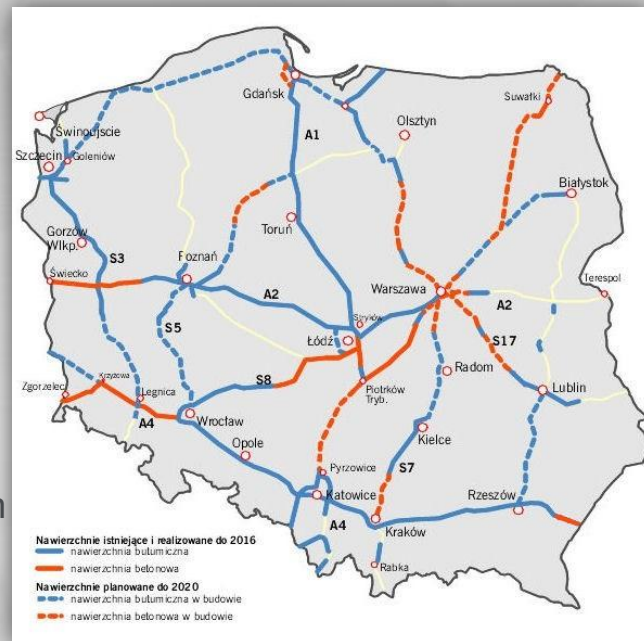 Gdańsk
Suwałki
Olsztyn
A1
Świnoujście
Szczecin
Goleniów
Białystok
Toruń
Gorzów
Wlkp.
S3
Poznań
Świecko
Warszawa
Terespol
A2
A2
Stryków
S5
Łódź
S17
Radom
S8
Piotrków
Tryb.
Lublin
Zgorzelec
Krzyżowa
Legnica
A4
Wrocław
Kielce
Opole
Pyrzowice
S7
Rzeszów
Katowice
A4
Kraków
Rabka
n
Nawierzchnie istniejące i realizowane do 2016
nawierzchnia bitumiczna
nawierzchnia betonowa
Nawierzchnie planowane do 2020
nawierzchnia bitumiczna w budowie
nawierzchnia betonowa w budowie